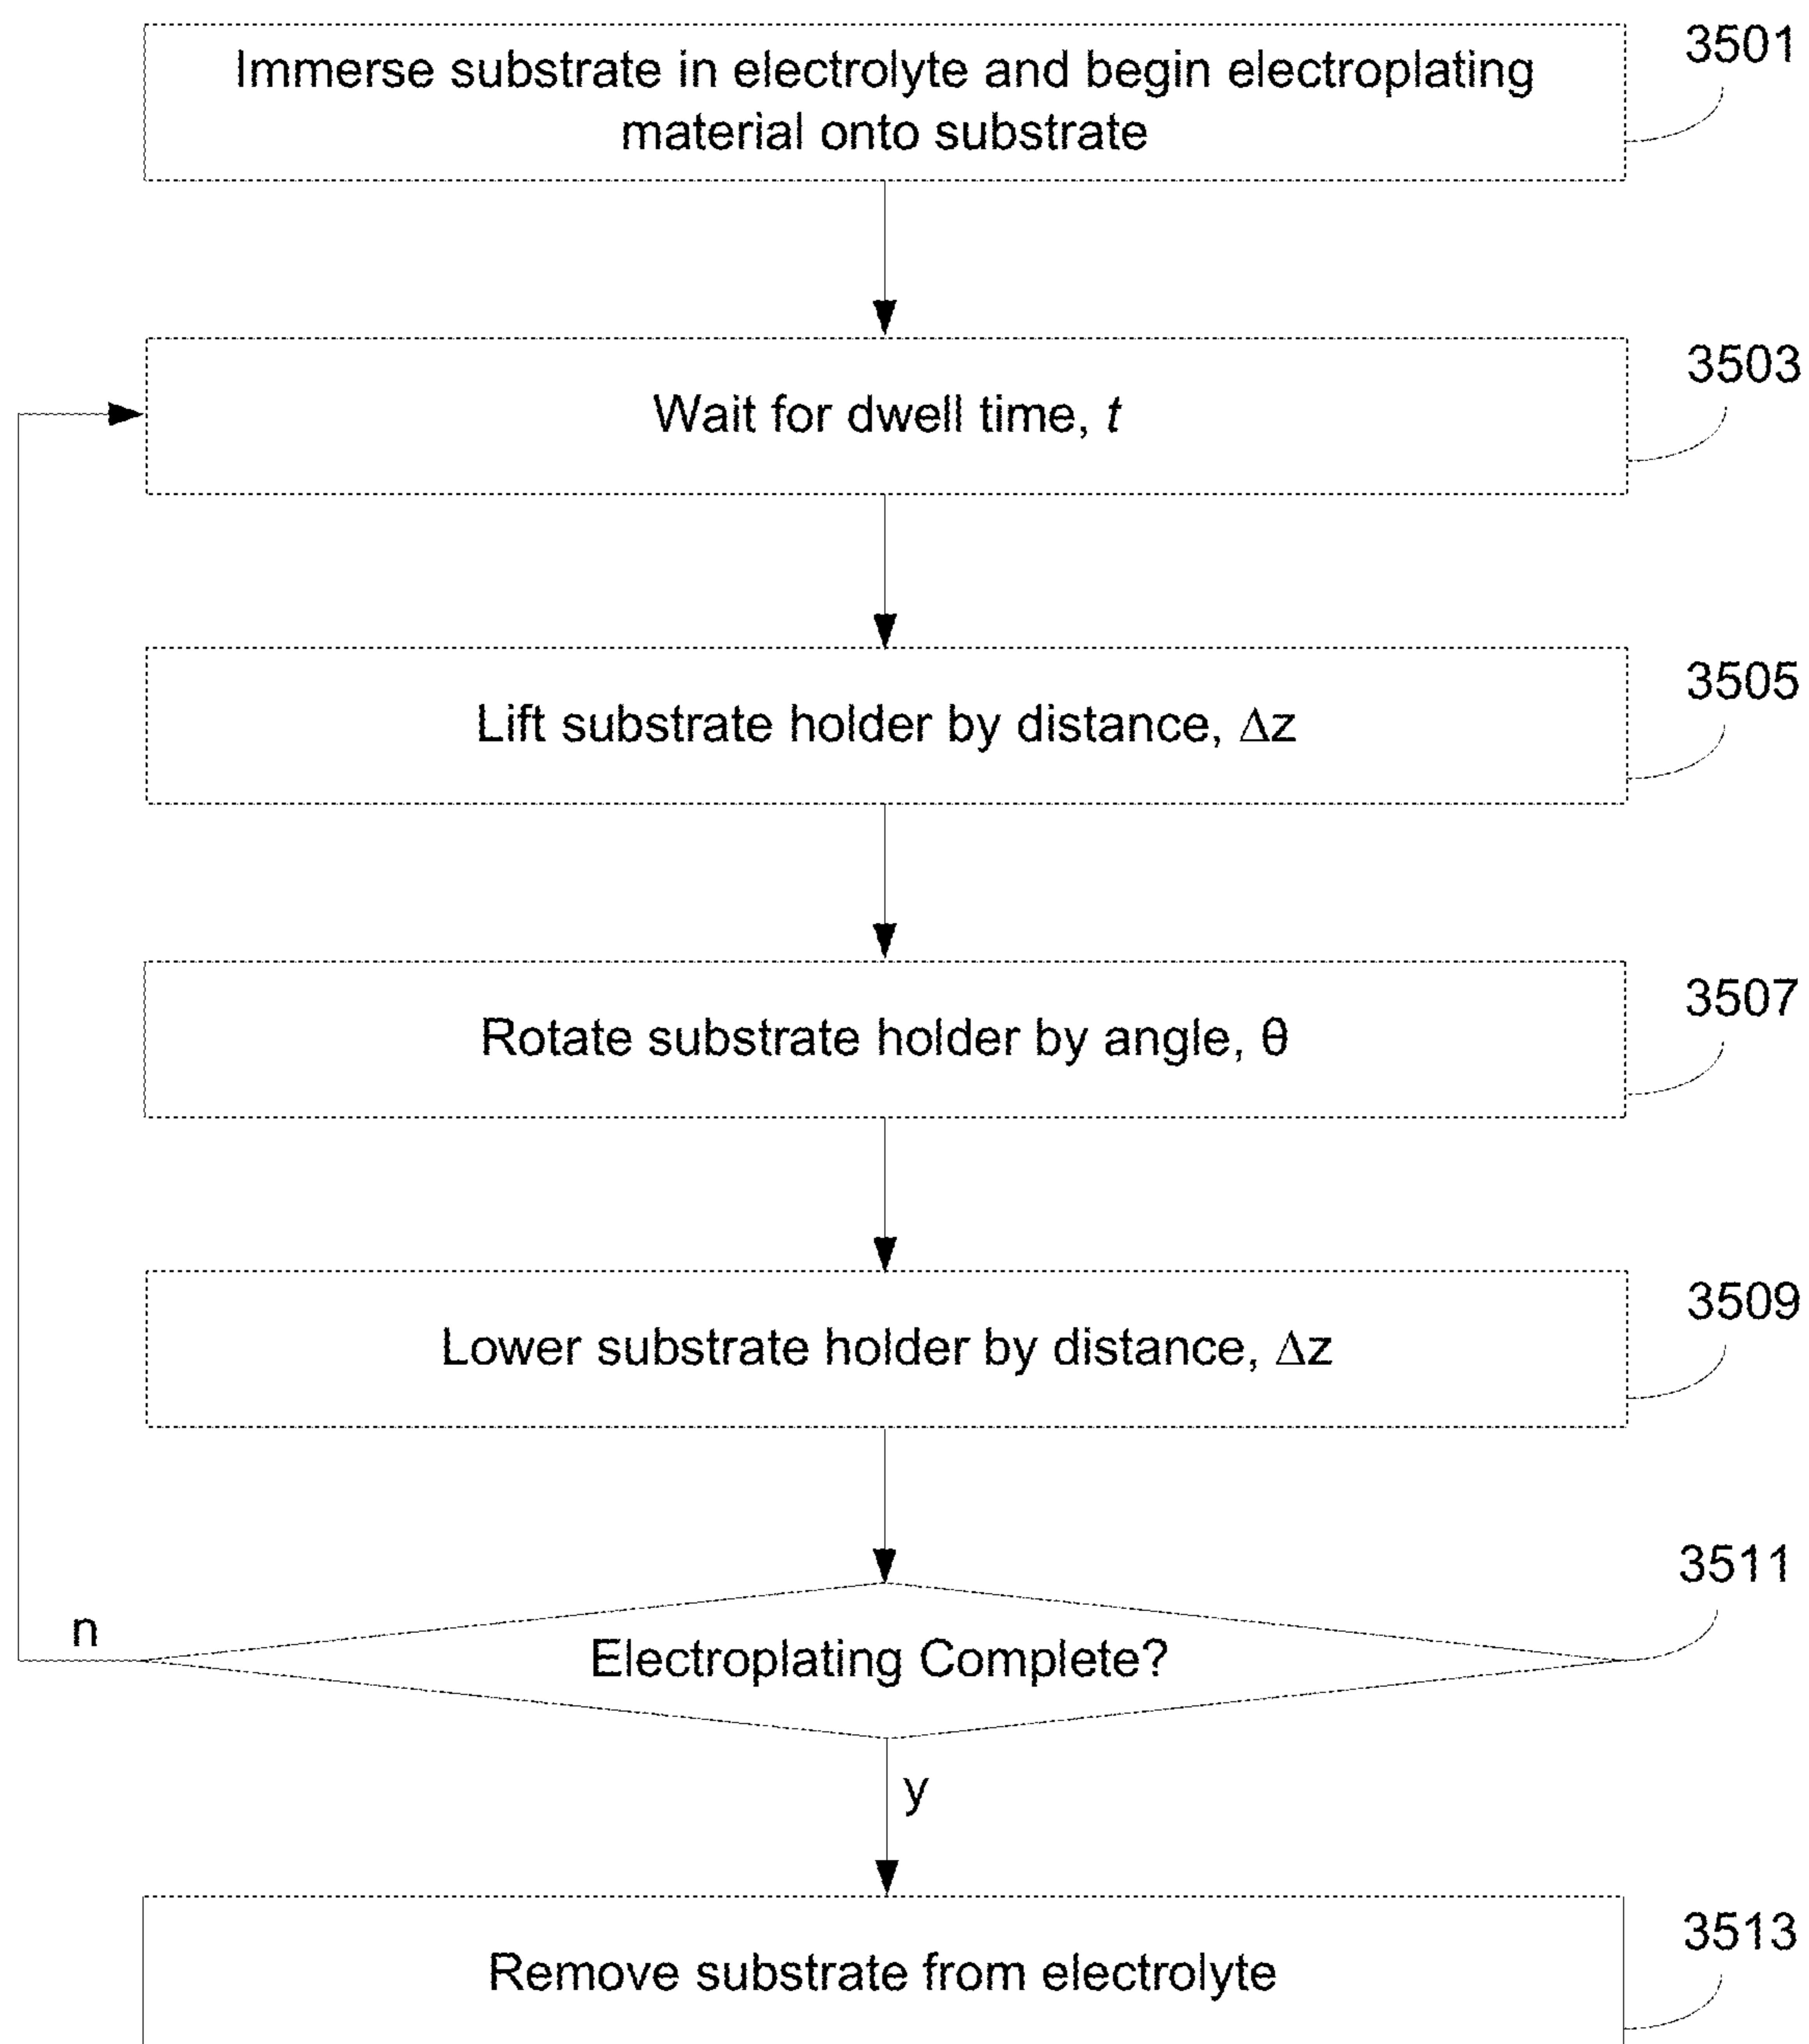 3501
Immerse substrate in electrolyte and begin electroplating
material onto substrate
3503
Wait for dwell time, t
3505
Lift substrate holder by distance, Δz
3507
Rotate substrate holder by angle, θ
3509
Lower substrate holder by distance, Δz
3511
n
Electroplating Complete?
y
3513
Remove substrate from electrolyte